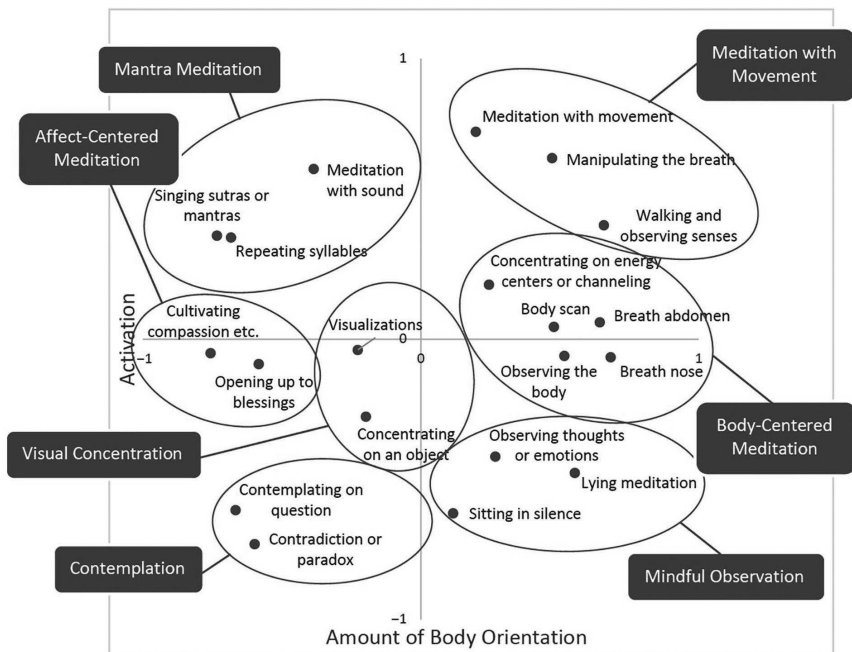 Mantra Meditation
Meditation with
Movement
Affect-Centered
Meditation
1
Meditation with movement
Manipulating the breath
Meditation
with sound
Singing sutras or
mantras
Repeating syllables
Walking and
observing senses
Concentrating on energy
centers or channeling
Cultivating
compassion etc.
Visualizations
Body scan
Breath abdomen
Activation
−1
0
1
Opening up to
blessings
Observing the
body
Breath nose
Visual Concentration
Concentrating
on an object
Observing thoughts
or emotions
Body-Centered
Meditation
Lying meditation
Contemplating on
question
Sitting in silence
Contradiction or
paradox
Contemplation
Mindful Observation
−1
Amount of Body Orientation